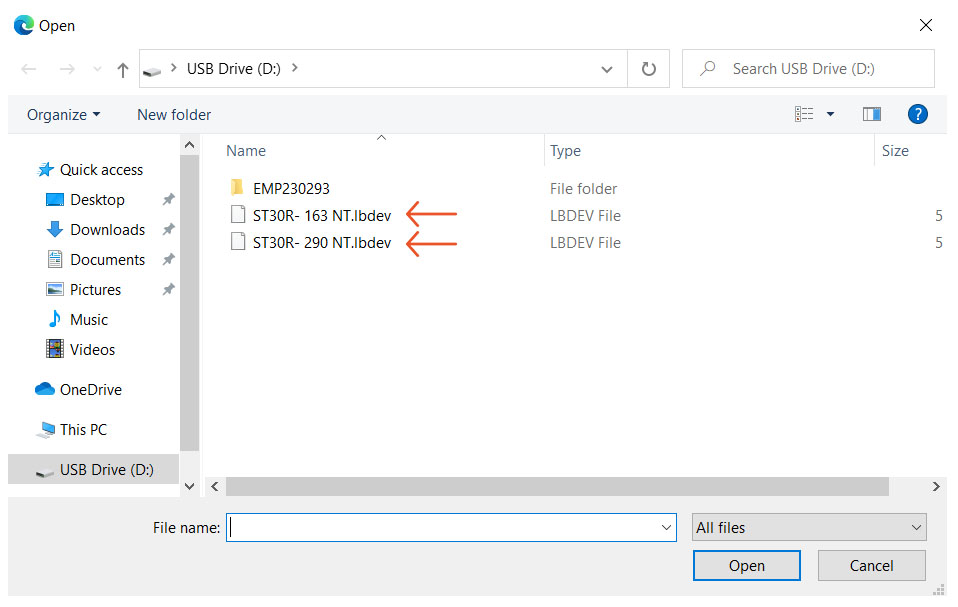 Open
USB Drive (D:)
Search USB Drive (D:)
Organize
New folder
?
Name
Type
Size
Quick access
Desktop
Downloads
Documents
Pictures
Music
Videos
OneDrive
This PC
USB Drive (D:)
EMP230293
File folder
ST30R- 163 NT.lbdev
LBDEV File
5
ST30R- 290 NT.lbdev
LBDEV File
5
File name:
All files
Open
Cancel